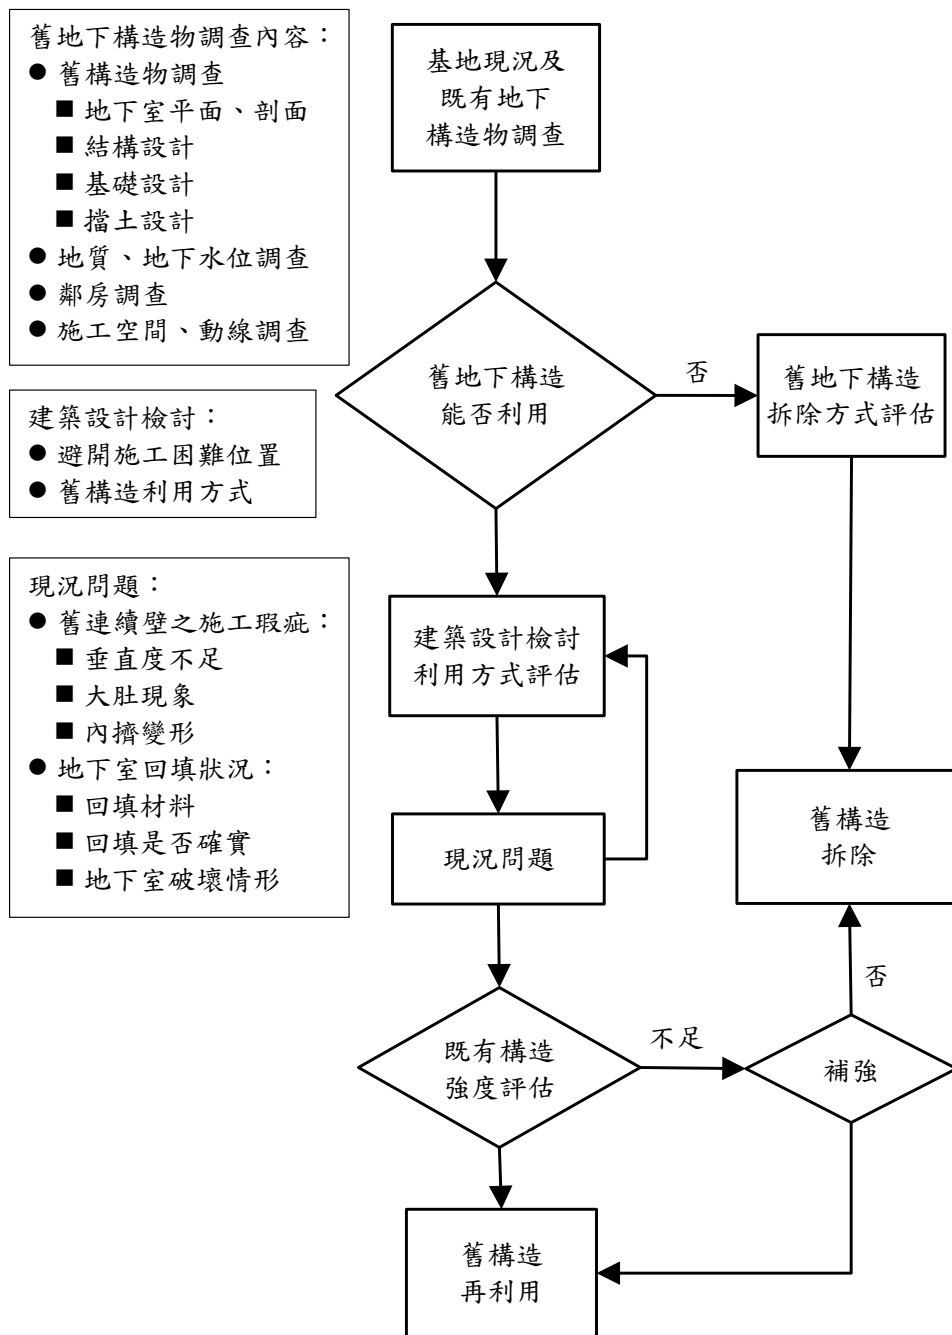 舊地下構造物調查內容：
● 舊構造物調查
■ 地下室平面、剖面
■ 結構設計
■ 基礎設計
■ 擋土設計
● 地質、地下水位調查
● 鄰房調查
● 施工空間、動線調查
建築設計檢討：
● 避開施工困難位置
● 舊構造利用方式
現況問題：
● 舊連續壁之施工瑕疵：
■ 垂直度不足
■ 大肚現象
■ 內擠變形
● 地下室回填狀況：
■ 回填材料
■ 回填是否確實
■ 地下室破壞情形
基地現況及
既有地下
構造物調查
舊地下構造
能否利用
否
舊地下構造
拆除方式評估
建築設計檢討
利用方式評估
現況問題
舊構造
拆除
既有構造
強度評估
不足
補強
否
舊構造
再利用